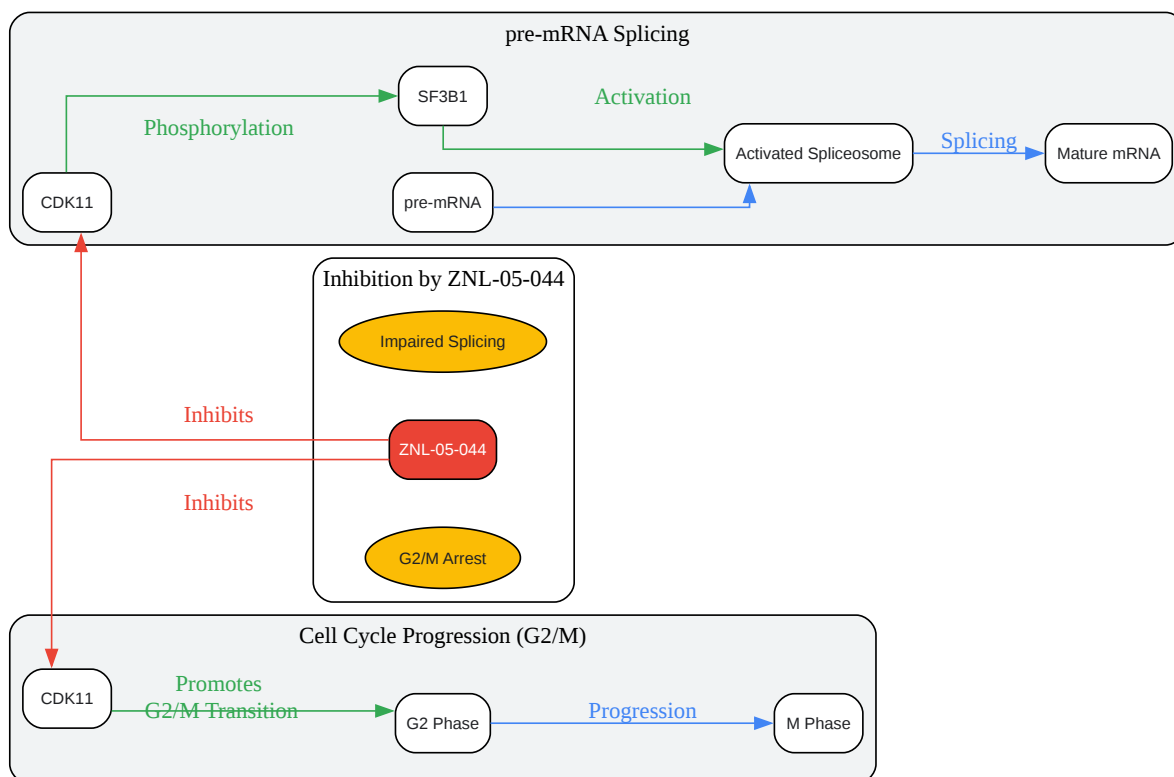 pre-mRNA Splicing
SF3B1
Activation
Phosphorylation
Activated Spliceosome
Splicing
Mature mRNA
CDK11
pre-mRNA
Inhibition by ZNL-05-044
Impaired Splicing
Inhibits
ZNL-05-044
Inhibits
G2/M Arrest
Cell Cycle Progression (G2/M)
CDK11
Promotes
G2/M Transition
G2 Phase
Progression
M Phase